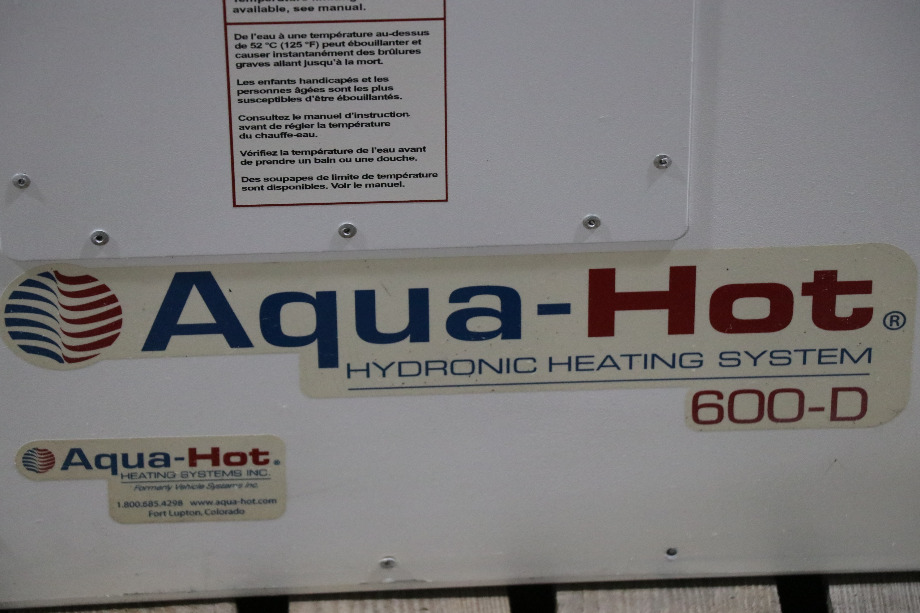 available, see manual.
De l'eau à une température au-dessus
de 52 °C (125 °F) peut ébouillanter et
causer instantanément des brûlures
graves allant jusqu'à la mort.
Les enfants handicapés et les
personnes âgées sont les plus
susceptibles d'être ébouillantés.
Consultez le manuel d'instruction
avant de régler la température
du chauffe-eau.
Vérifiez la température de l'eau avant
de prendre un bain ou une douche.
Des soupapes de limite de température
sont disponibles. Voir le manuel.
Aqua-Hot®
HYDRONIC HEATING SYSTEM
600-D
Aqua-Hot®
HEATING SYSTEMS INC.
Formerly Vehicle System's Inc.
1.800.685.4298 www.aqua-hot.com
Fort Lupton, Colorado